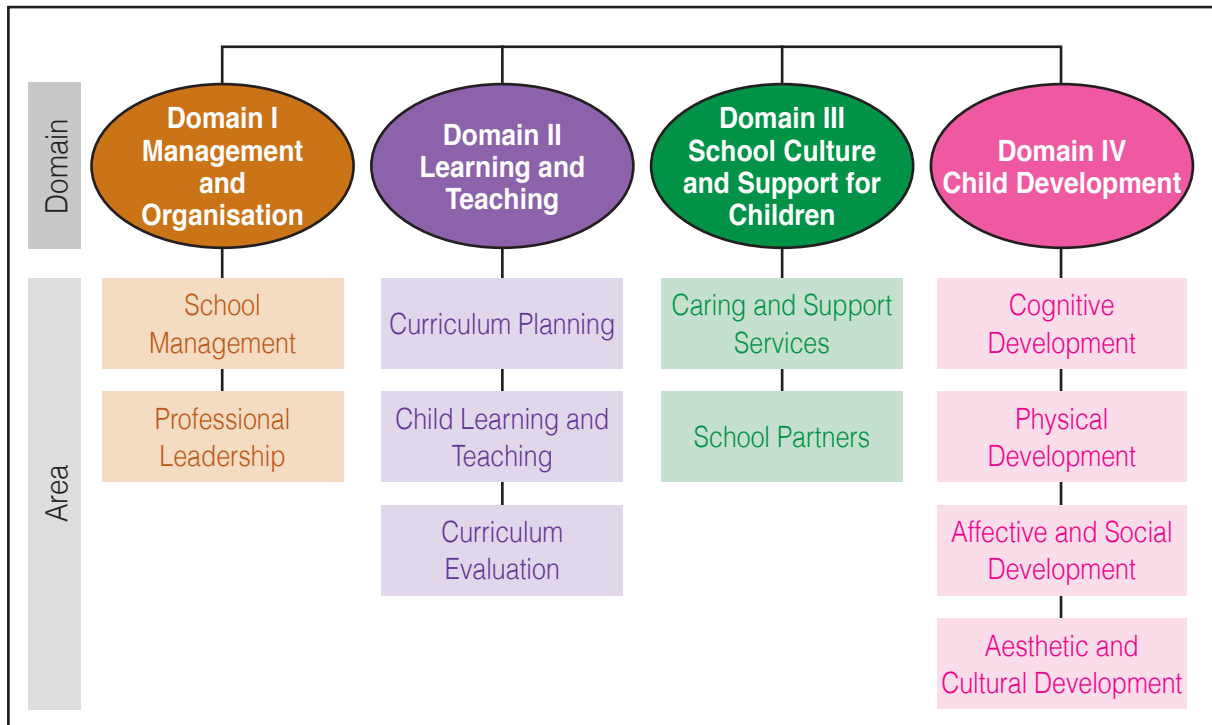 Domain
Domain I
Management
and
Organisation
Domain II
Learning and
Teaching
Domain III
School Culture
and Support for
Children
Domain IV
Child Development
Area
School
Management
Professional
Leadership
Curriculum Planning
Child Learning and
Teaching
Curriculum
Evaluation
Caring and Support
Services
School Partners
Cognitive
Development
Physical
Development
Affective and Social
Development
Aesthetic and
Cultural Development